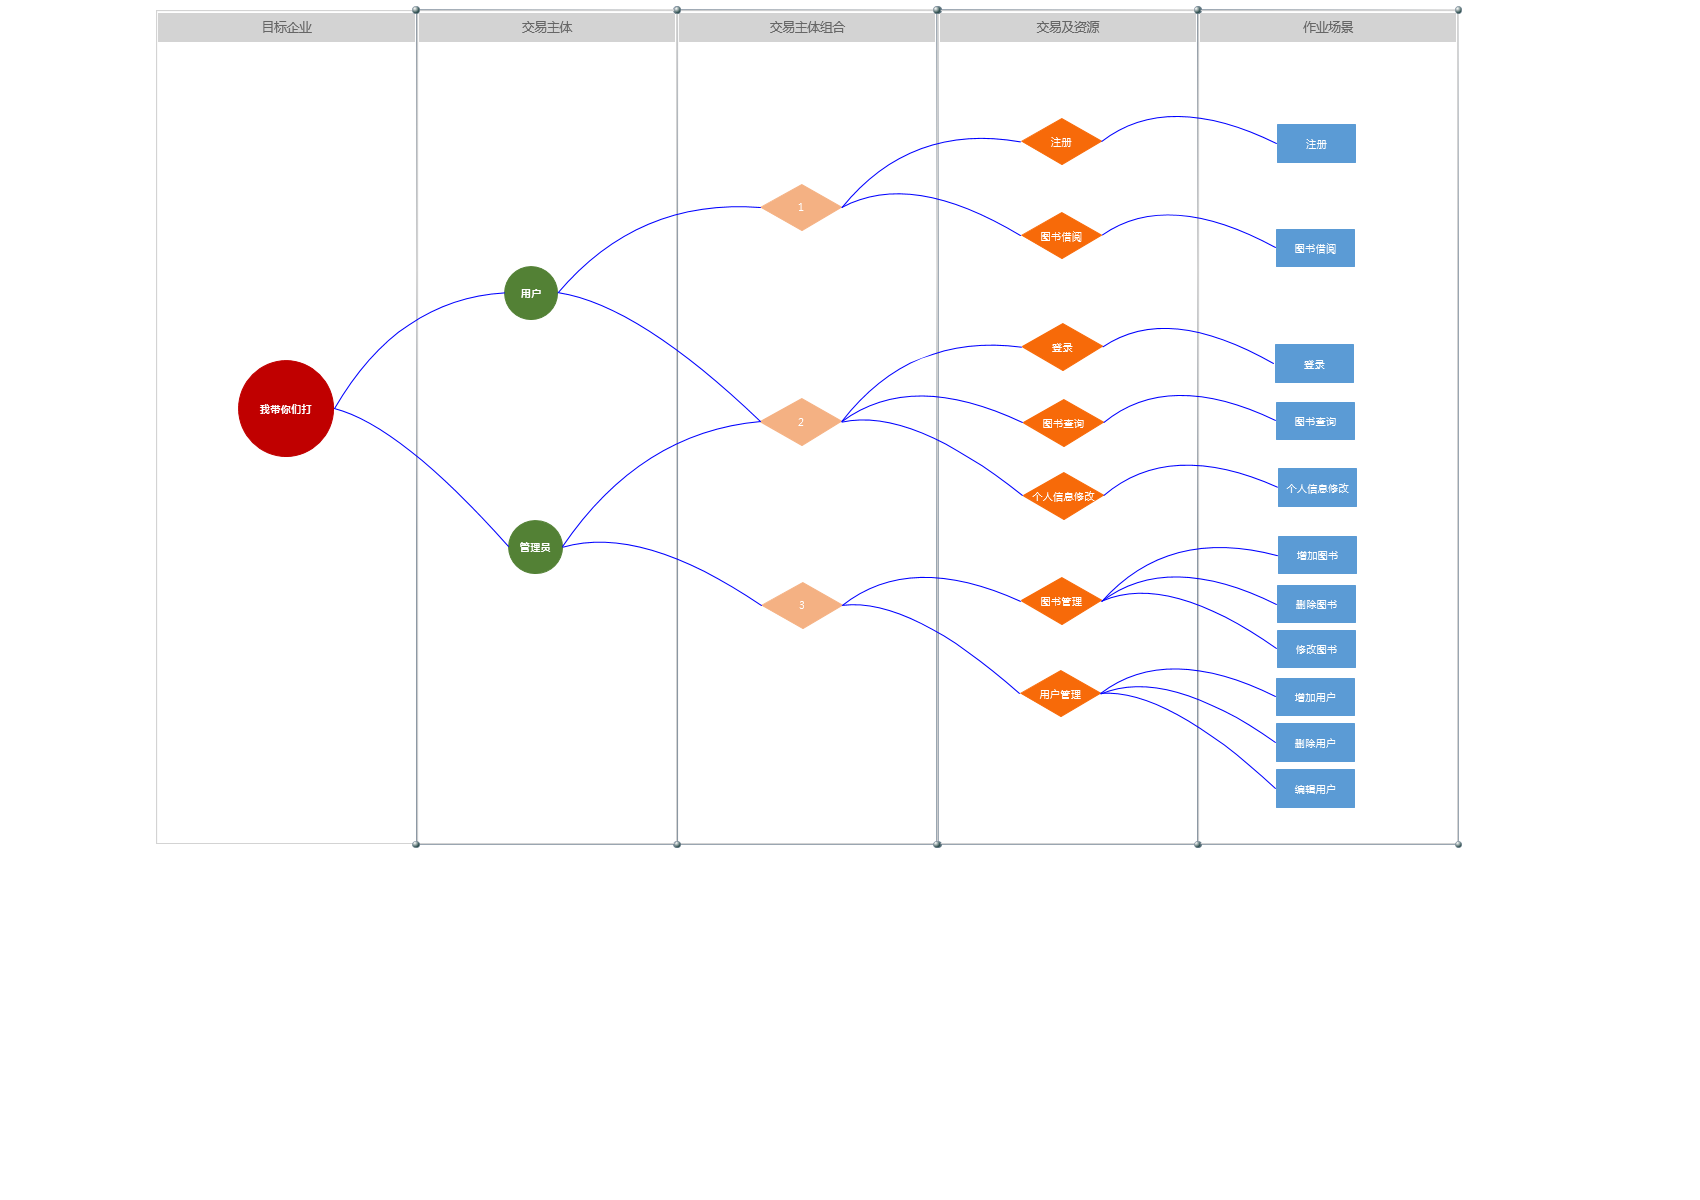 目标企业
交易主体
交易主体组合
交易及资源
作业场景
我带你们打
用户
管理员
1
2
3
注册
图书借阅
登录
图书查询
个人信息修改
图书管理
用户管理
注册
图书借阅
登录
图书查询
个人信息修改
增加图书
删除图书
修改图书
增加用户
删除用户
编辑用户